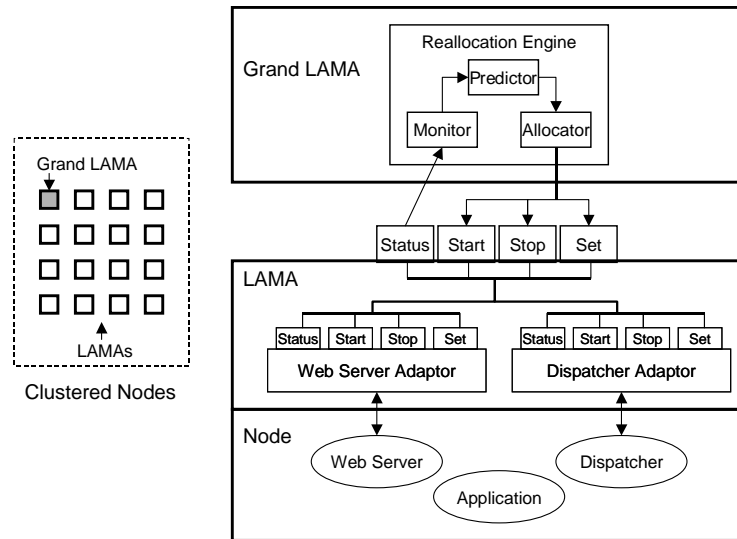 Reallocation Engine
Grand LAMA
Predictor
Monitor
Allocator
Grand LAMA
LAMAs
Clustered Nodes
Status Start Stop Set
LAMA
Status Start Stop Set
Status Start Stop Set
Web Server Adaptor
Dispatcher Adaptor
Node
Web Server
Dispatcher
Application